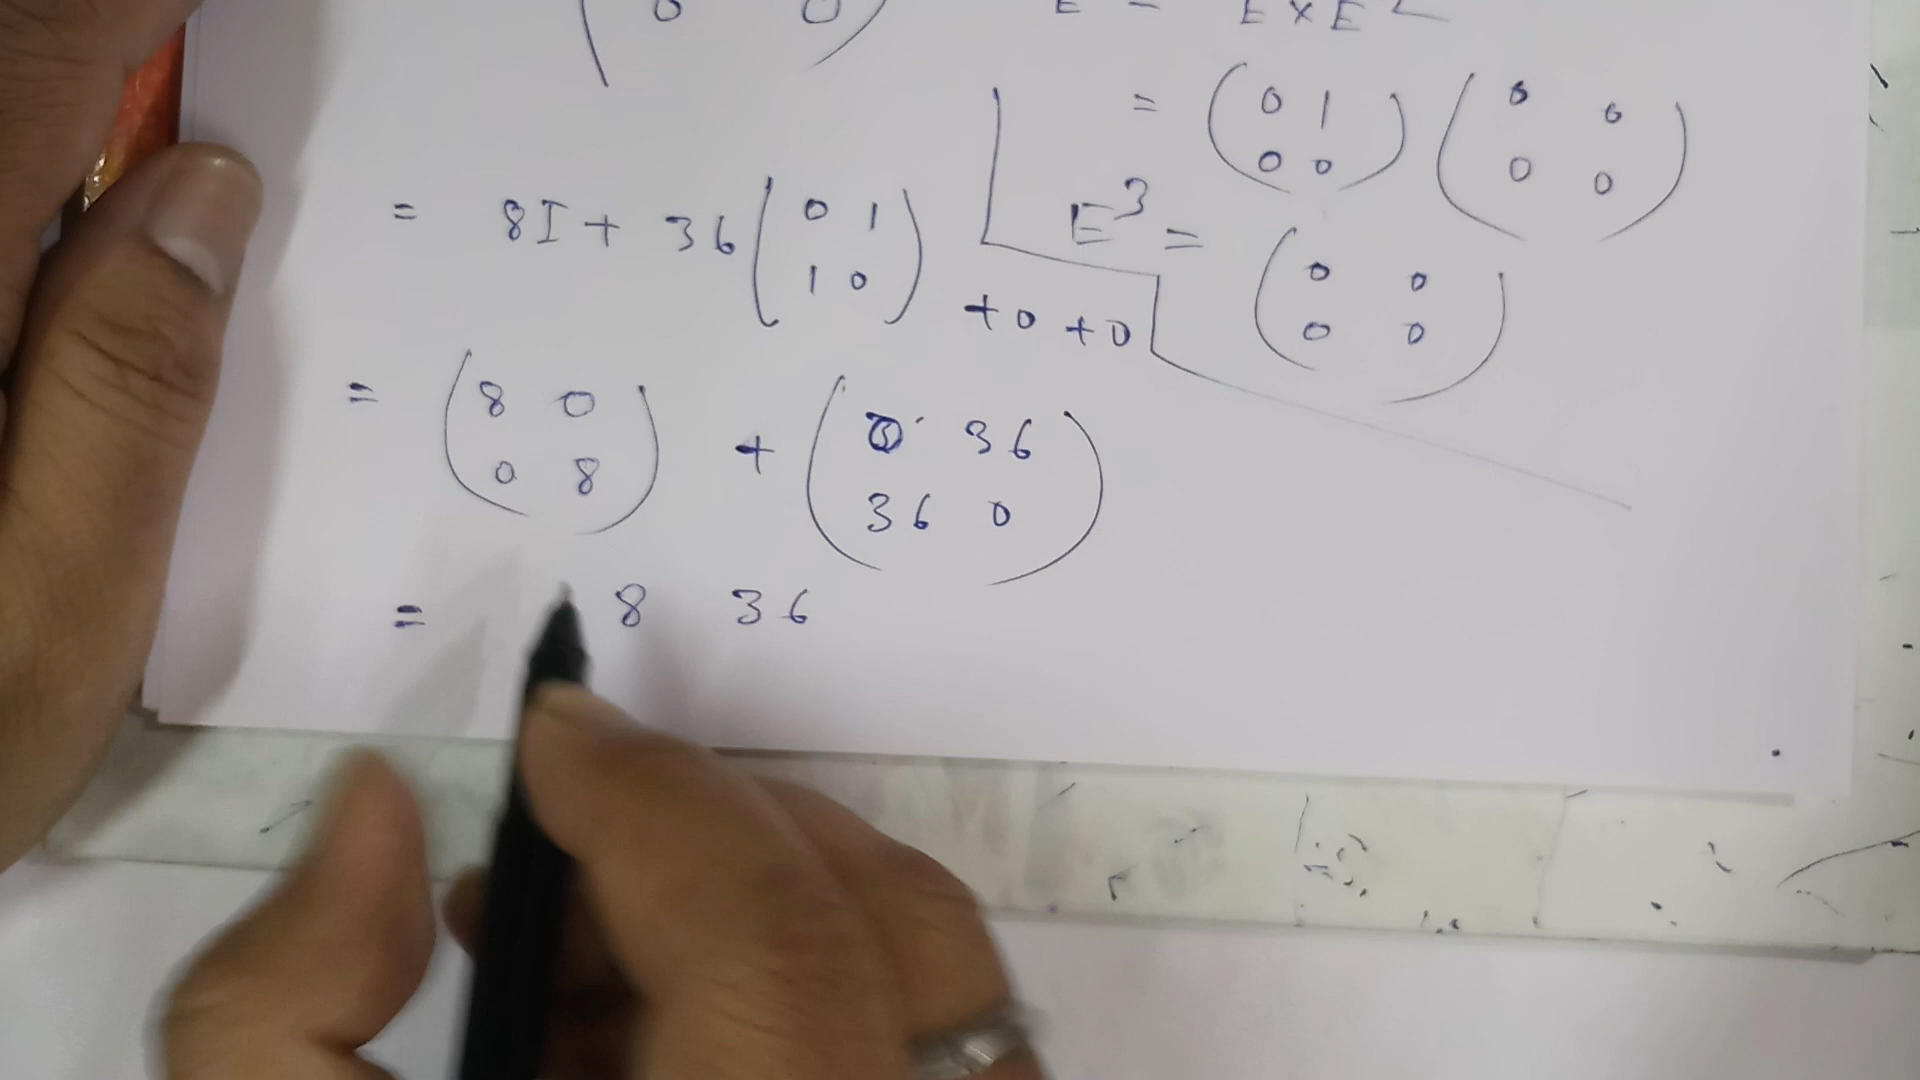 = E × E²
= ( 0 1 ) ( 0 0 )
( 0 0 ) ( 0 0 )
E³ = ( 0 0 )
( 0 0 )
= 8I + 36 ( 0 1 )
( 1 0 ) + 0 + 0
= ( 8 0 ) + ( 0 36 )
( 0 8 ) ( 36 0 )
= 8 36